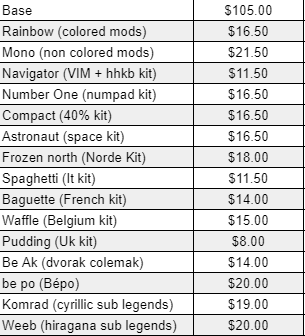 Base $105.00
Rainbow (colored mods) $16.50
Mono (non colored mods) $21.50
Navigator (VIM + hhkb kit) $11.50
Number One (numpad kit) $16.50
Compact (40% kit) $16.50
Astronaut (space kit) $16.50
Frozen north (Norde Kit) $18.00
Spaghetti (It kit) $11.50
Baguette (French kit) $14.00
Waffle (Belgium kit) $15.00
Pudding (Uk kit) $8.00
Be Ak (dvorak colemak) $14.00
be po (Bépo) $20.00
Komrad (cyrillic sub legends) $19.00
Weeb (hiragana sub legends) $20.00